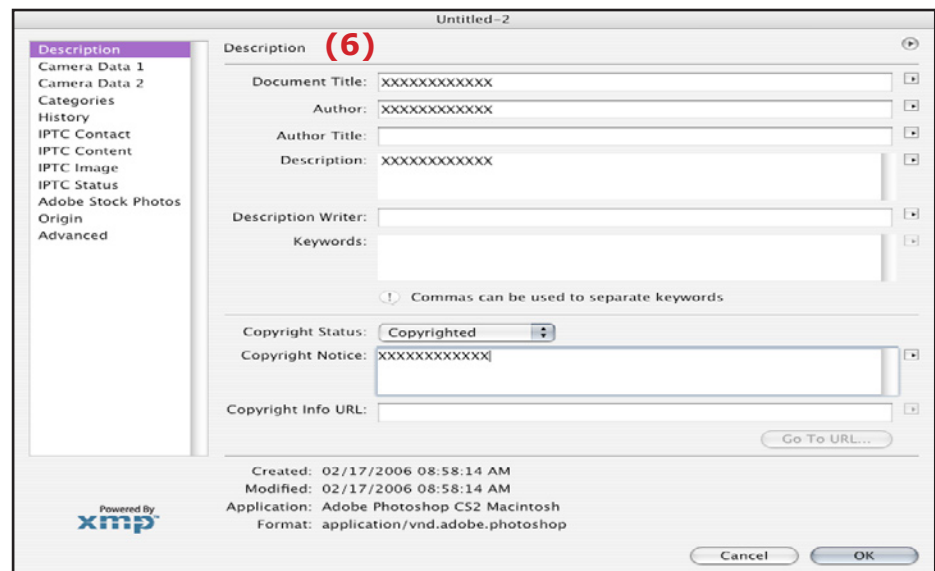 Untitled-2
Description
Camera Data 1
Camera Data 2
Categories
History
IPTC Contact
IPTC Content
IPTC Image
IPTC Status
Adobe Stock Photos
Origin
Advanced
Description (6)
Document Title: XXXXXXXXXXXX
Author: XXXXXXXXXXXX
Author Title:
Description: XXXXXXXXXXXX
Description Writer:
Keywords:
! Commas can be used to separate keywords
Copyright Status: Copyrighted
Copyright Notice: XXXXXXXXXXXX
Copyright Info URL:
Go To URL...
Created: 02/17/2006 08:58:14 AM
Modified: 02/17/2006 08:58:14 AM
Application: Adobe Photoshop CS2 Macintosh
Format: application/vnd.adobe.photoshop
Powered By
xmp
Cancel OK